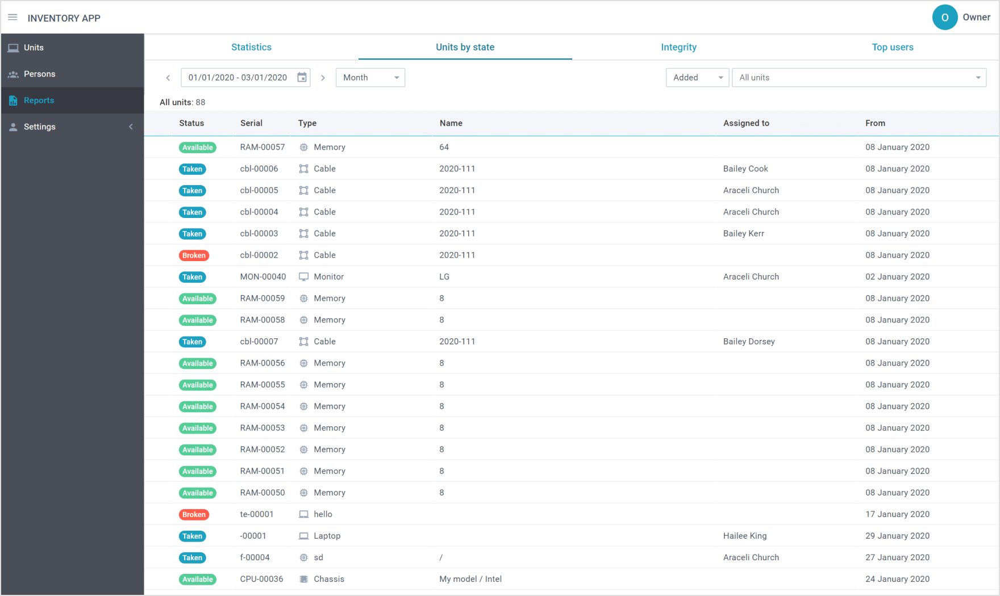 INVENTORY APP
O Owner
Units
Persons
Reports
Settings
Statistics Units by state Integrity Top users
01/01/2020 - 03/01/2020 Month Added All units
All units: 88
Status Serial Type Name Assigned to From
Available RAM-00057 Memory 64 08 January 2020
Taken cbl-00006 Cable 2020-111 Bailey Cook 08 January 2020
Taken cbl-00005 Cable 2020-111 Araceli Church 08 January 2020
Taken cbl-00004 Cable 2020-111 Araceli Church 08 January 2020
Taken cbl-00003 Cable 2020-111 Bailey Kerr 08 January 2020
Broken cbl-00002 Cable 2020-111 08 January 2020
Taken MON-00040 Monitor LG Araceli Church 02 January 2020
Available RAM-00059 Memory 8 08 January 2020
Available RAM-00058 Memory 8 08 January 2020
Taken cbl-00007 Cable 2020-111 Bailey Dorsey 08 January 2020
Available RAM-00056 Memory 8 08 January 2020
Available RAM-00055 Memory 8 08 January 2020
Available RAM-00054 Memory 8 08 January 2020
Available RAM-00053 Memory 8 08 January 2020
Available RAM-00052 Memory 8 08 January 2020
Available RAM-00051 Memory 8 08 January 2020
Available RAM-00050 Memory 8 08 January 2020
Broken te-00001 hello 17 January 2020
Taken -00001 Laptop Hailee King 29 January 2020
Taken f-00004 sd / Araceli Church 27 January 2020
Available CPU-00036 Chassis My model / Intel 24 January 2020